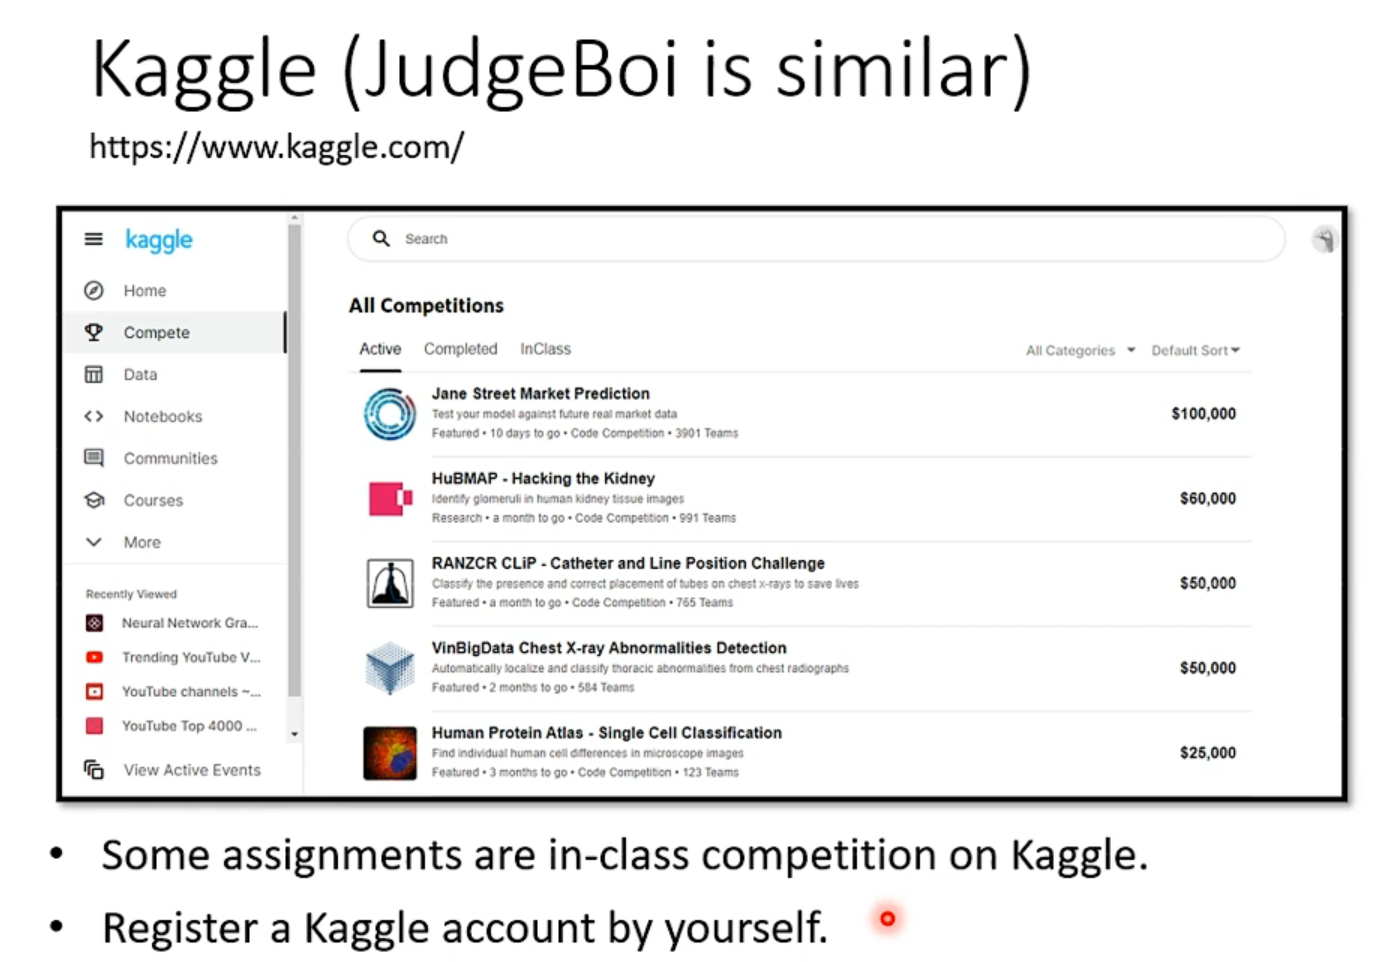 Kaggle (JudgeBoi is similar)
https://www.kaggle.com/
kaggle
Home
Compete
Data
Notebooks
Communities
Courses
More
Recently Viewed
Neural Network Gra...
Trending YouTube V...
YouTube channels ~...
YouTube Top 4000 ...
View Active Events
Search
All Competitions
Active Completed InClass
All Categories Default Sort
Jane Street Market Prediction
Test your model against future real market data
Featured • 10 days to go • Code Competition • 3901 Teams
$100,000
HuBMAP - Hacking the Kidney
Identify glomeruli in human kidney tissue images
Research • a month to go • Code Competition • 991 Teams
$60,000
RANZCR CLiP - Catheter and Line Position Challenge
Classify the presence and correct placement of tubes on chest x-rays to save lives
Featured • a month to go • Code Competition • 765 Teams
$50,000
VinBigData Chest X-ray Abnormalities Detection
Automatically localize and classify thoracic abnormalities from chest radiographs
Featured • 2 months to go • 584 Teams
$50,000
Human Protein Atlas - Single Cell Classification
Find individual human cell differences in microscope images
Featured • 3 months to go • Code Competition • 123 Teams
$25,000
• Some assignments are in-class competition on Kaggle.
• Register a Kaggle account by yourself.